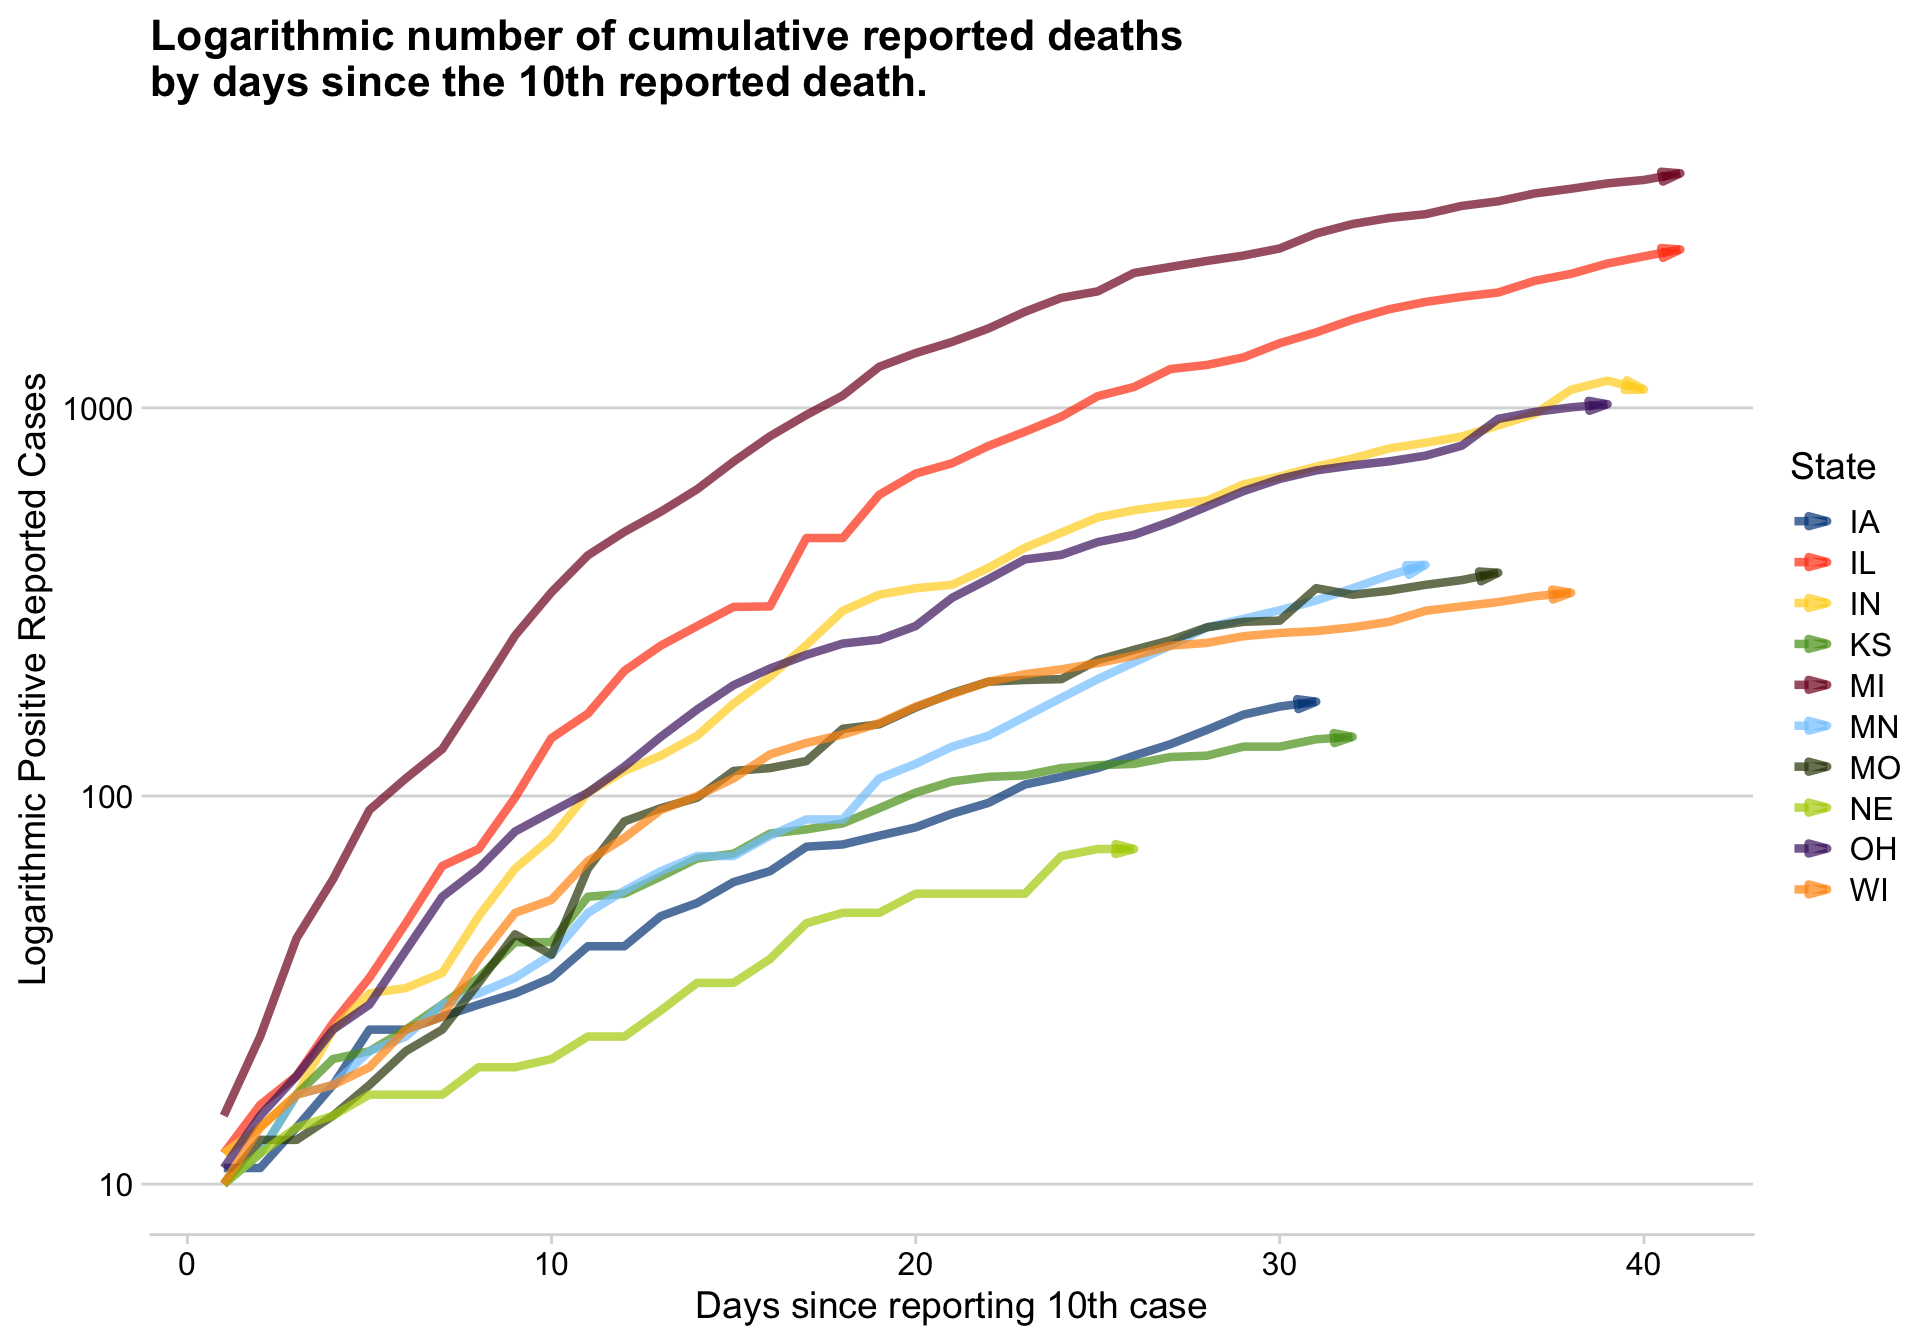 Logarithmic number of cumulative reported deaths
by days since the 10th reported death.
Logarithmic Positive Reported Cases
1000
100
10
0 10 20 30 40
Days since reporting 10th case
State
IA
IL
IN
KS
MI
MN
MO
NE
OH
WI